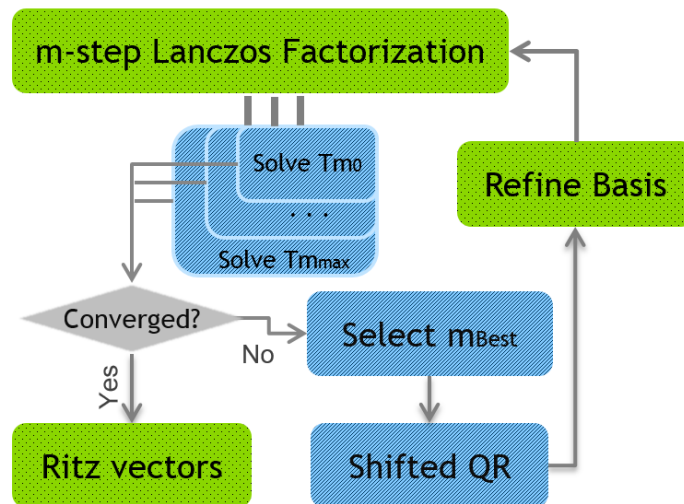 m-step Lanczos Factorization
Solve Tm0
. . .
Solve Tmmax
Refine Basis
Converged?
No
Select mBest
Yes
Ritz vectors
Shifted QR